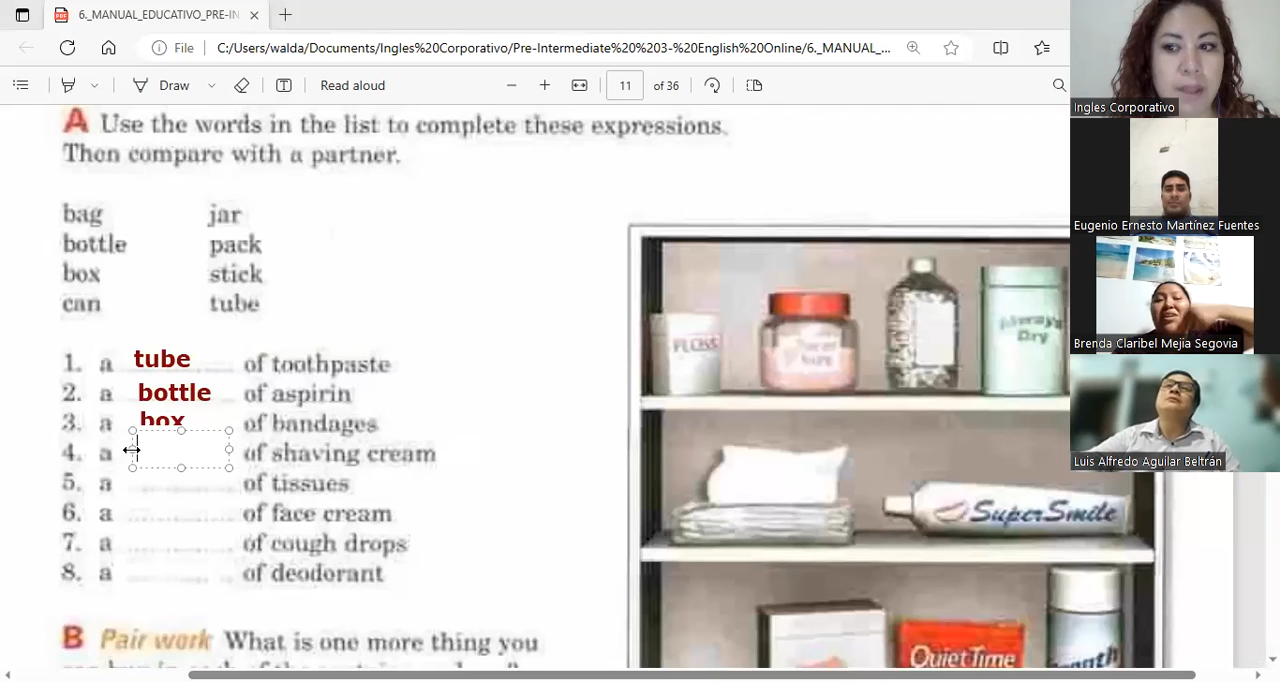 6._MANUAL_EDUCATIVO_PRE-IN
File C:/Users/walda/Documents/Ingles%20Corporativo/Pre-Intermediate%20%203-%20English%20Online/6._MANUAL_...
Draw Read aloud 11 of 36
A Use the words in the list to complete these expressions.
Then compare with a partner.
bag jar
bottle pack
box stick
can tube
1. a tube of toothpaste
2. a bottle of aspirin
3. a box of bandages
4. a of shaving cream
5. a of tissues
6. a of face cream
7. a of cough drops
8. a of deodorant
B Pair work What is one more thing you
FLOSS
Always
Dry
SuperSmile
QuietTime
Ingles Corporativo
Eugenio Ernesto Martínez Fuentes
Brenda Claribel Mejia Segovia
Luis Alfredo Aguilar Beltrán